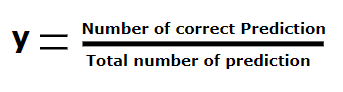 Number of correct Prediction
y =
Total number of prediction